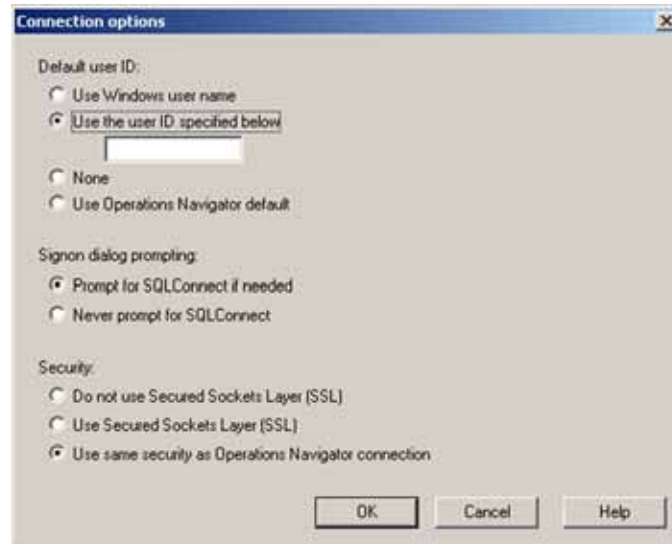 Connection options
Default user ID:
Use Windows user name
Use the user ID specified below
None
Use Operations Navigator default
Signon dialog prompting:
Prompt for SQLConnect if needed
Never prompt for SQLConnect
Security:
Do not use Secured Sockets Layer (SSL)
Use Secured Sockets Layer (SSL)
Use same security as Operations Navigator connection
OK Cancel Help